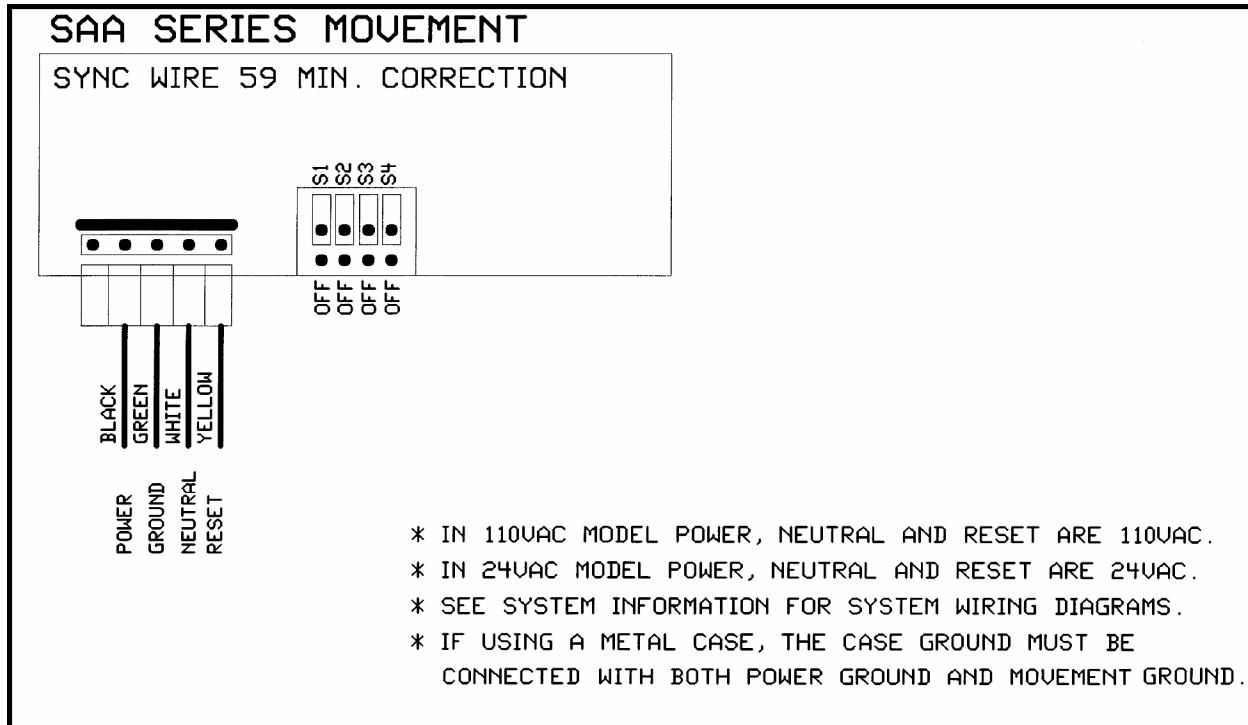 SAA SERIES MOVEMENT
SYNC WIRE 59 MIN. CORRECTION
S1
S2
S3
S4
OFF
OFF
OFF
OFF
BLACK
GREEN
WHITE
YELLOW
POWER
GROUND
NEUTRAL
RESET
* IN 110VAC MODEL POWER, NEUTRAL AND RESET ARE 110VAC.
* IN 24VAC MODEL POWER, NEUTRAL AND RESET ARE 24VAC.
* SEE SYSTEM INFORMATION FOR SYSTEM WIRING DIAGRAMS.
* IF USING A METAL CASE, THE CASE GROUND MUST BE
CONNECTED WITH BOTH POWER GROUND AND MOVEMENT GROUND.